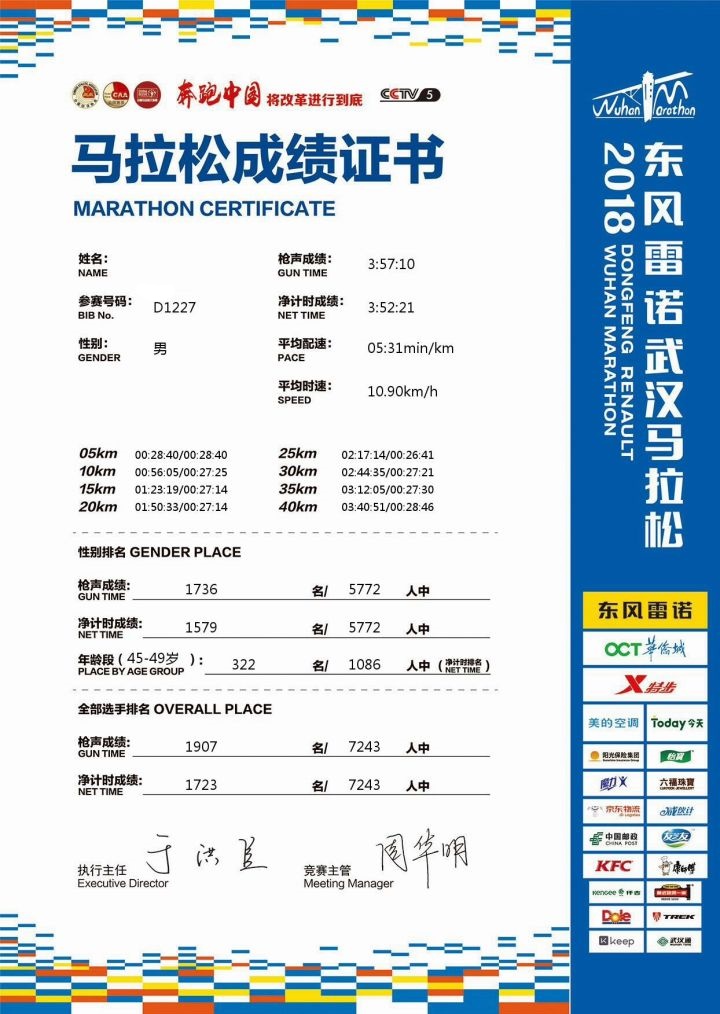 奔跑中国 将改革进行到底 CCTV 5
马拉松成绩证书
MARATHON CERTIFICATE
姓名:
NAME
参赛号码: D1227
BIB No.
性别: 男
GENDER
枪声成绩: 3:57:10
GUN TIME
净计时成绩: 3:52:21
NET TIME
平均配速: 05:31min/km
PACE
平均时速: 10.90km/h
SPEED
05km 00:28:40/00:28:40
10km 00:56:05/00:27:25
15km 01:23:19/00:27:14
20km 01:50:33/00:27:14
25km 02:17:14/00:26:41
30km 02:44:35/00:27:21
35km 03:12:05/00:27:30
40km 03:40:51/00:28:46
性别排名 GENDER PLACE
枪声成绩: 1736 名/ 5772 人中
GUN TIME
净计时成绩: 1579 名/ 5772 人中
NET TIME
年龄段 ( 45-49岁 ) : 322 名/ 1086 人中 ( 净计时排名 NET TIME )
PLACE BY AGE GROUP
全部选手排名 OVERALL PLACE
枪声成绩: 1907 名/ 7243 人中
GUN TIME
净计时成绩: 1723 名/ 7243 人中
NET TIME
执行主任
Executive Director
于洪臣
竞赛主管
Meeting Manager
周华明
Wuhan Marathon
东风雷诺武汉马拉松
2018 DONGFENG RENAULT
WUHAN MARATHON
东风雷诺
OCT 华侨城
X 特步
美的空调
Today 今天
阳光保险集团
Sunshine Insurance Group
怡宝
魔力
六福珠寶
LUKFOOK JEWELLERY
京东物流
中国邮政
CHINA POST
友芝友
KFC
康师傅
Dole
TREK
keep
武汉通